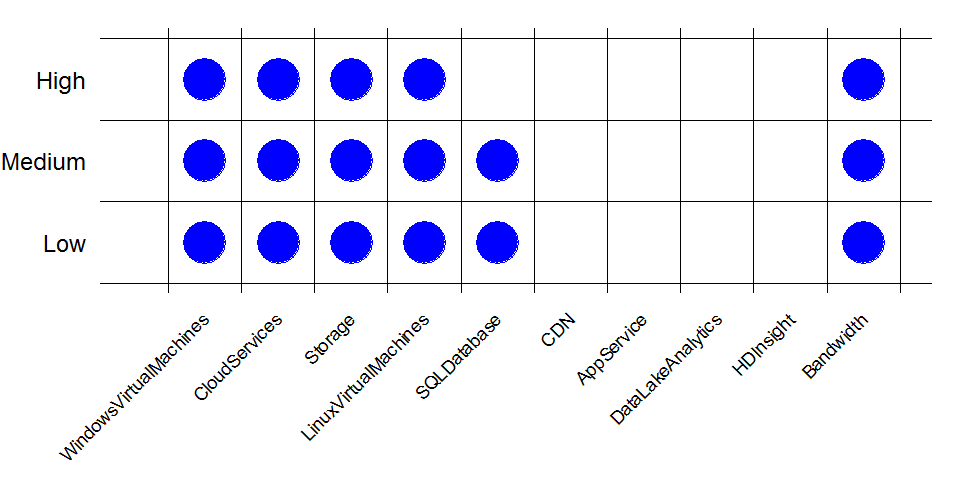 High
Medium
Low
WindowsVirtualMachines
CloudServices
Storage
LinuxVirtualMachines
SQLDatabase
CDN
AppService
DataLakeAnalytics
HDInsight
Bandwidth